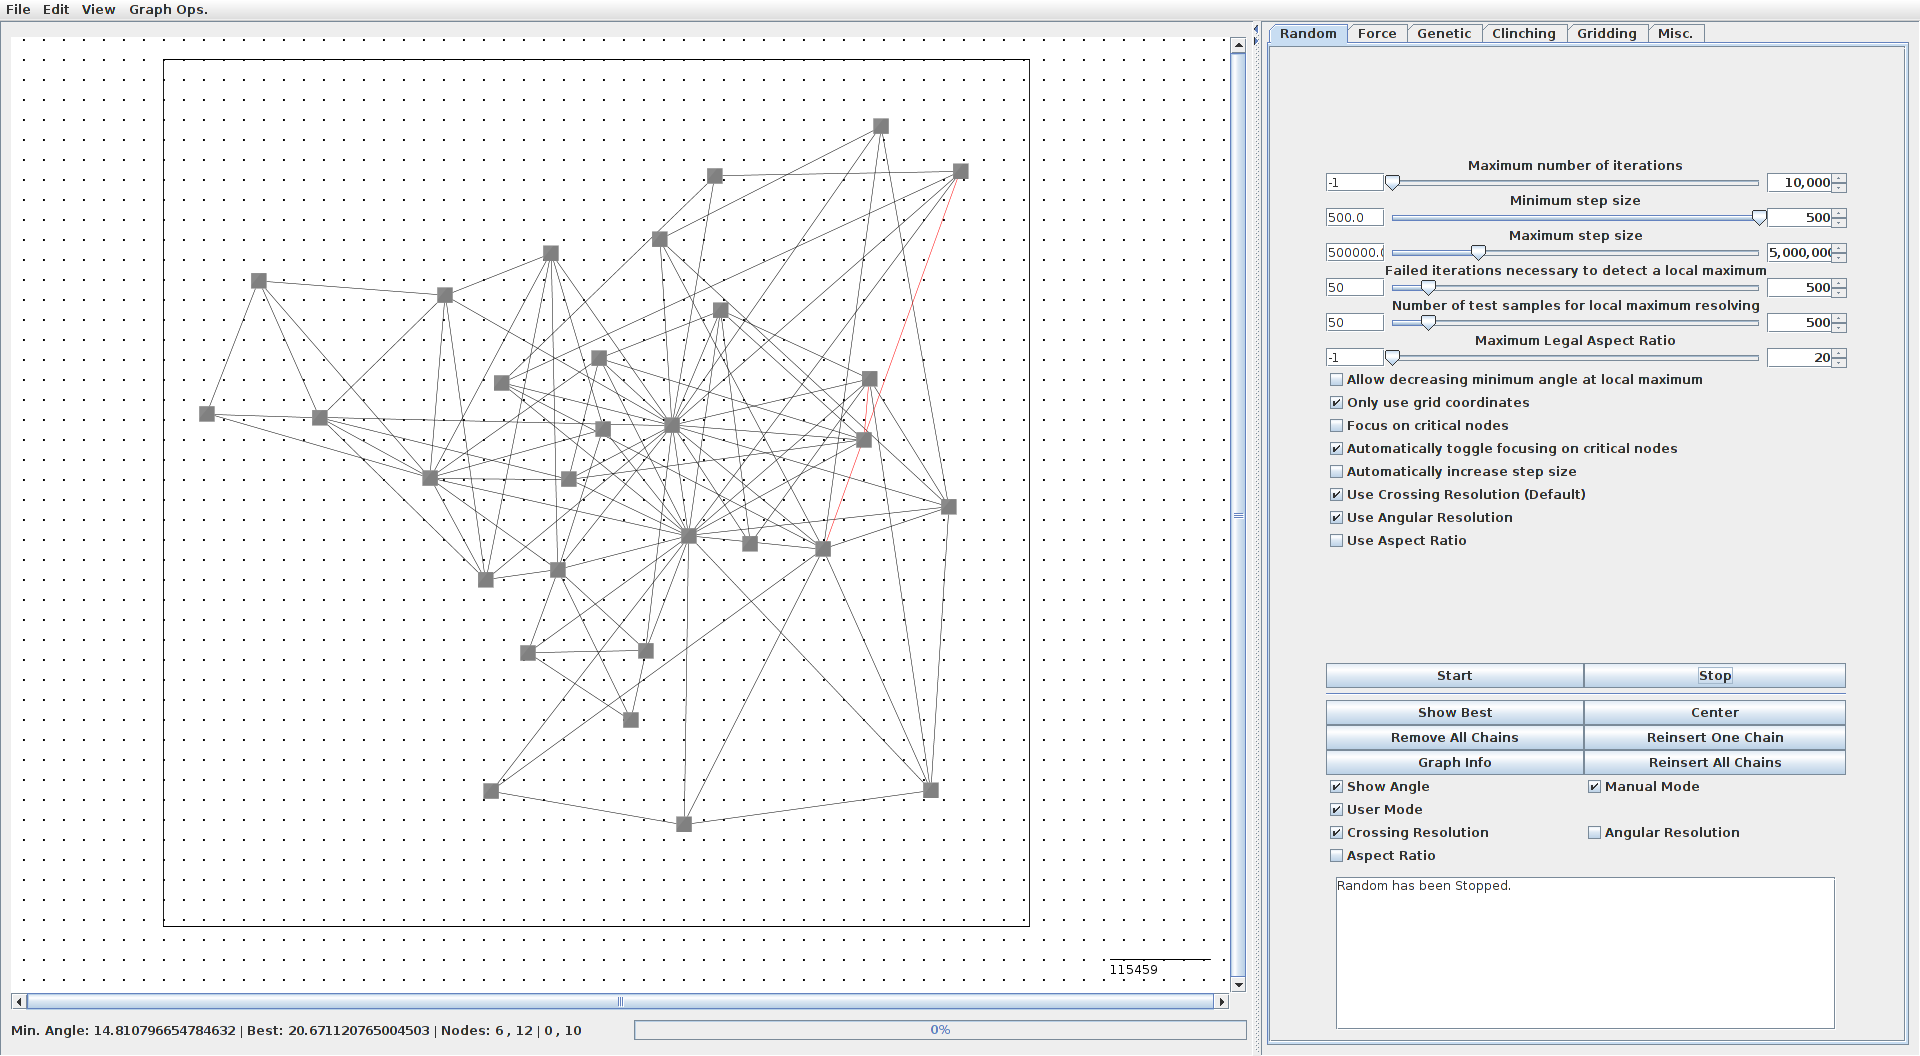 File Edit View Graph Ops.
Random Force Genetic Clinching Gridding Misc.
Maximum number of iterations
-1 10,000
Minimum step size
500.0 500
Maximum step size
500000.0 5,000,000
Failed iterations necessary to detect a local maximum
50 500
Number of test samples for local maximum resolving
50 500
Maximum Legal Aspect Ratio
-1 20
Allow decreasing minimum angle at local maximum
Only use grid coordinates
Focus on critical nodes
Automatically toggle focusing on critical nodes
Automatically increase step size
Use Crossing Resolution (Default)
Use Angular Resolution
Use Aspect Ratio
Start Stop
Show Best Center
Remove All Chains Reinsert One Chain
Graph Info Reinsert All Chains
Show Angle Manual Mode
User Mode
Crossing Resolution Angular Resolution
Aspect Ratio
Random has been Stopped.
115459
Min. Angle: 14.810796654784632 | Best: 20.671120765004503 | Nodes: 6 , 12 | 0 , 10
0%